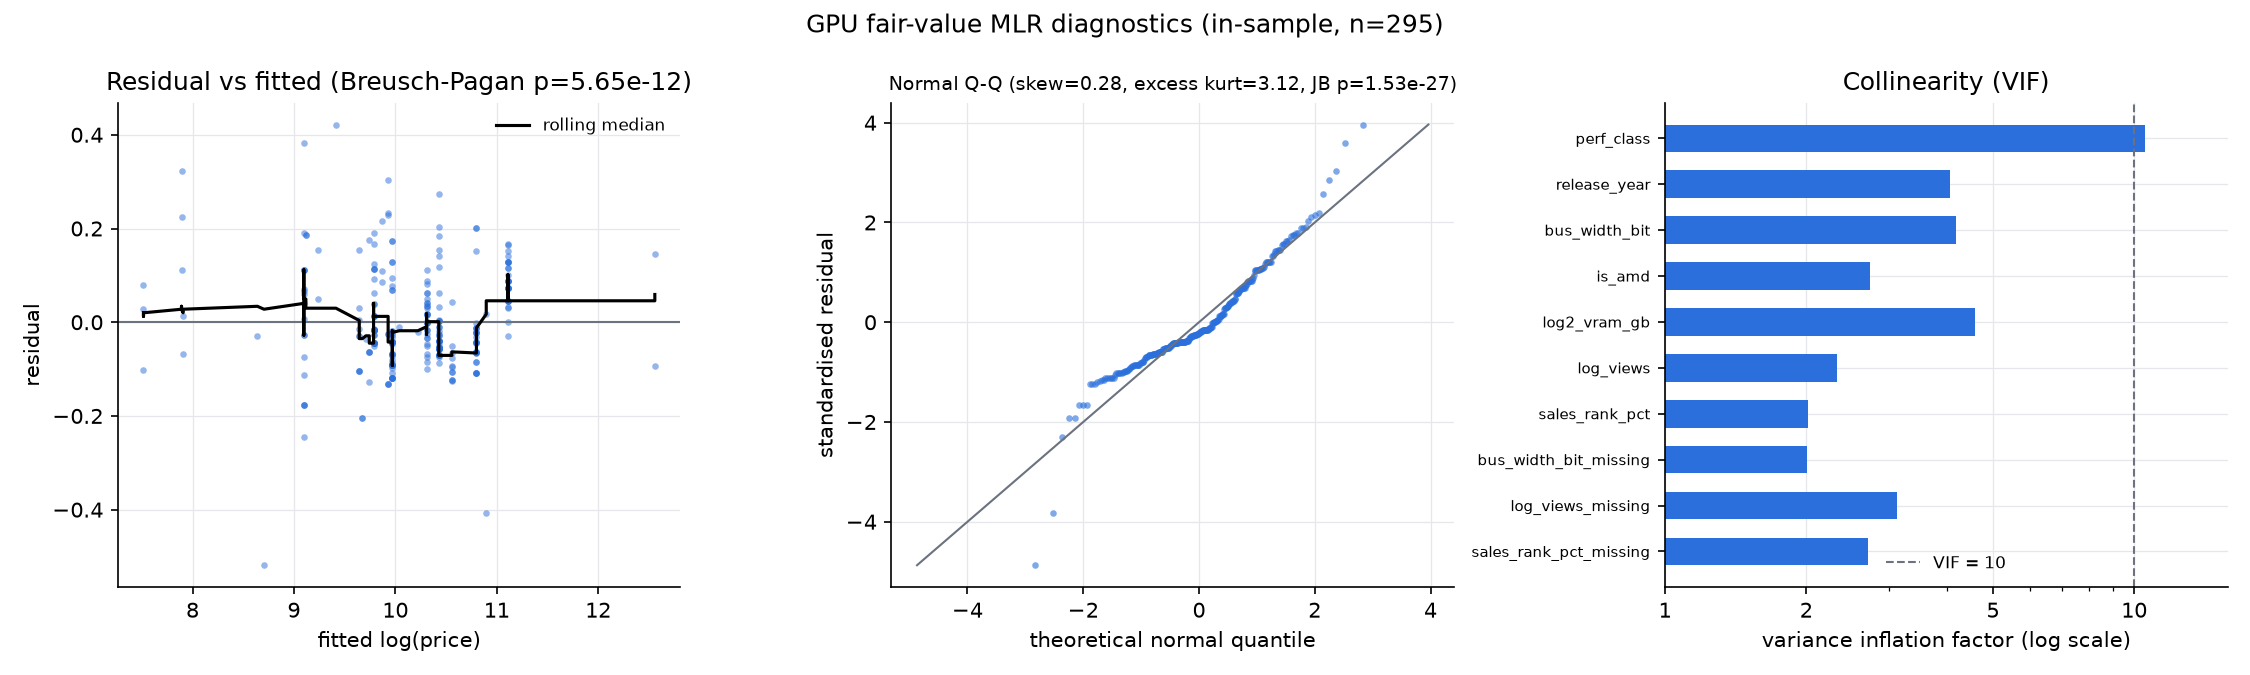 GPU fair-value MLR diagnostics (in-sample, n=295)
Residual vs fitted (Breusch-Pagan p=5.65e-12)
rolling median
0.4
0.2
0.0
−0.2
−0.4
residual
8 9 10 11 12
fitted log(price)
Normal Q-Q (skew=0.28, excess kurt=3.12, JB p=1.53e-27)
4
2
0
−2
−4
standardised residual
−4 −2 0 2 4
theoretical normal quantile
Collinearity (VIF)
perf_class
release_year
bus_width_bit
is_amd
log2_vram_gb
log_views
sales_rank_pct
bus_width_bit_missing
log_views_missing
sales_rank_pct_missing
VIF = 10
1 2 5 10
variance inflation factor (log scale)